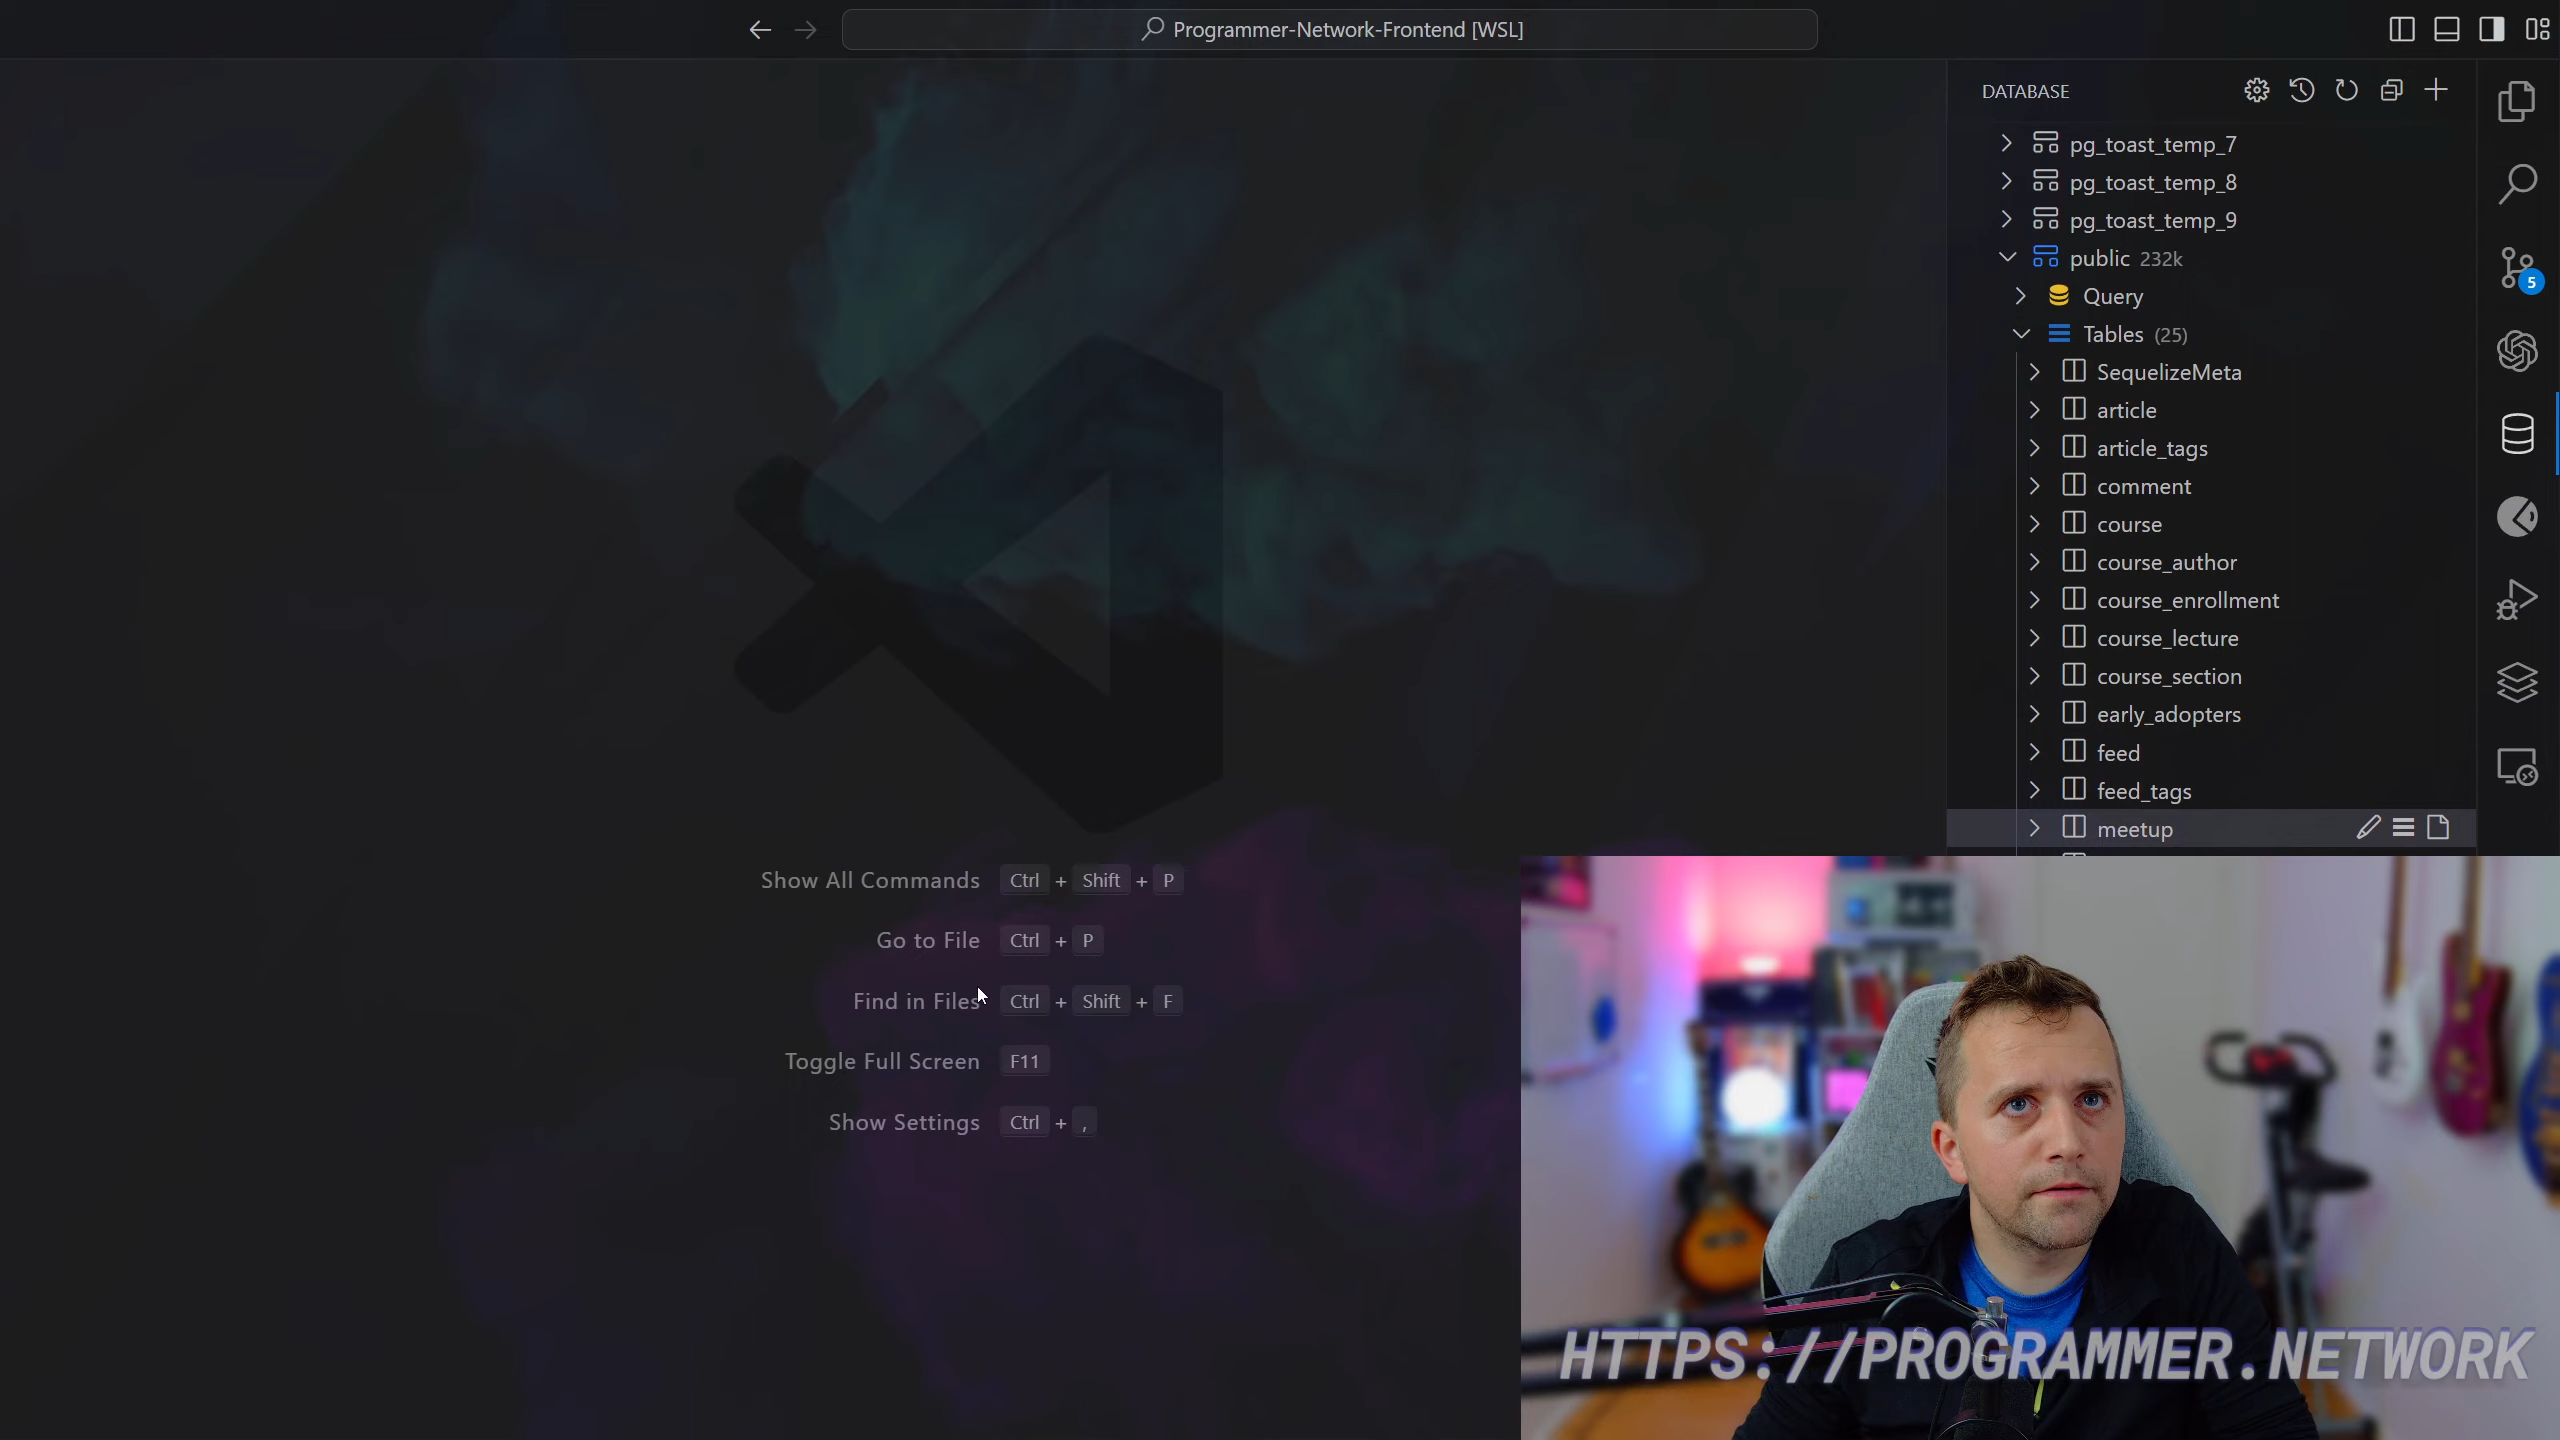 Programmer-Network-Frontend [WSL]
DATABASE
pg_toast_temp_7
pg_toast_temp_8
pg_toast_temp_9
public 232k
Query
Tables (25)
SequelizeMeta
article
article_tags
comment
course
course_author
course_enrollment
course_lecture
course_section
early_adopters
feed
feed_tags
meetup
5
Show All Commands Ctrl + Shift + P
Go to File Ctrl + P
Find in Files Ctrl + Shift + F
Toggle Full Screen F11
Show Settings Ctrl + ,
HTTPS://PROGRAMMER.NETWORK